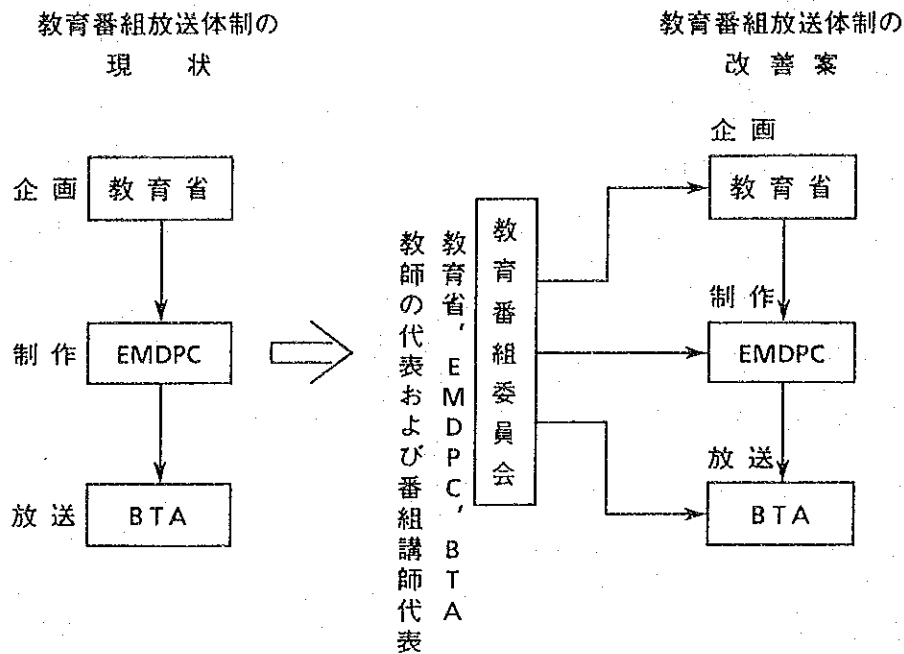 教育番組放送体制の
現 状
企画 教育省
制作 EMDPC
放送 BTA
教育省，EMDPC，BTA
教師の代表および番組講師代表
教育番組委員会
教育番組放送体制の
改善案
企画
教育省
制作
EMDPC
放送
BTA